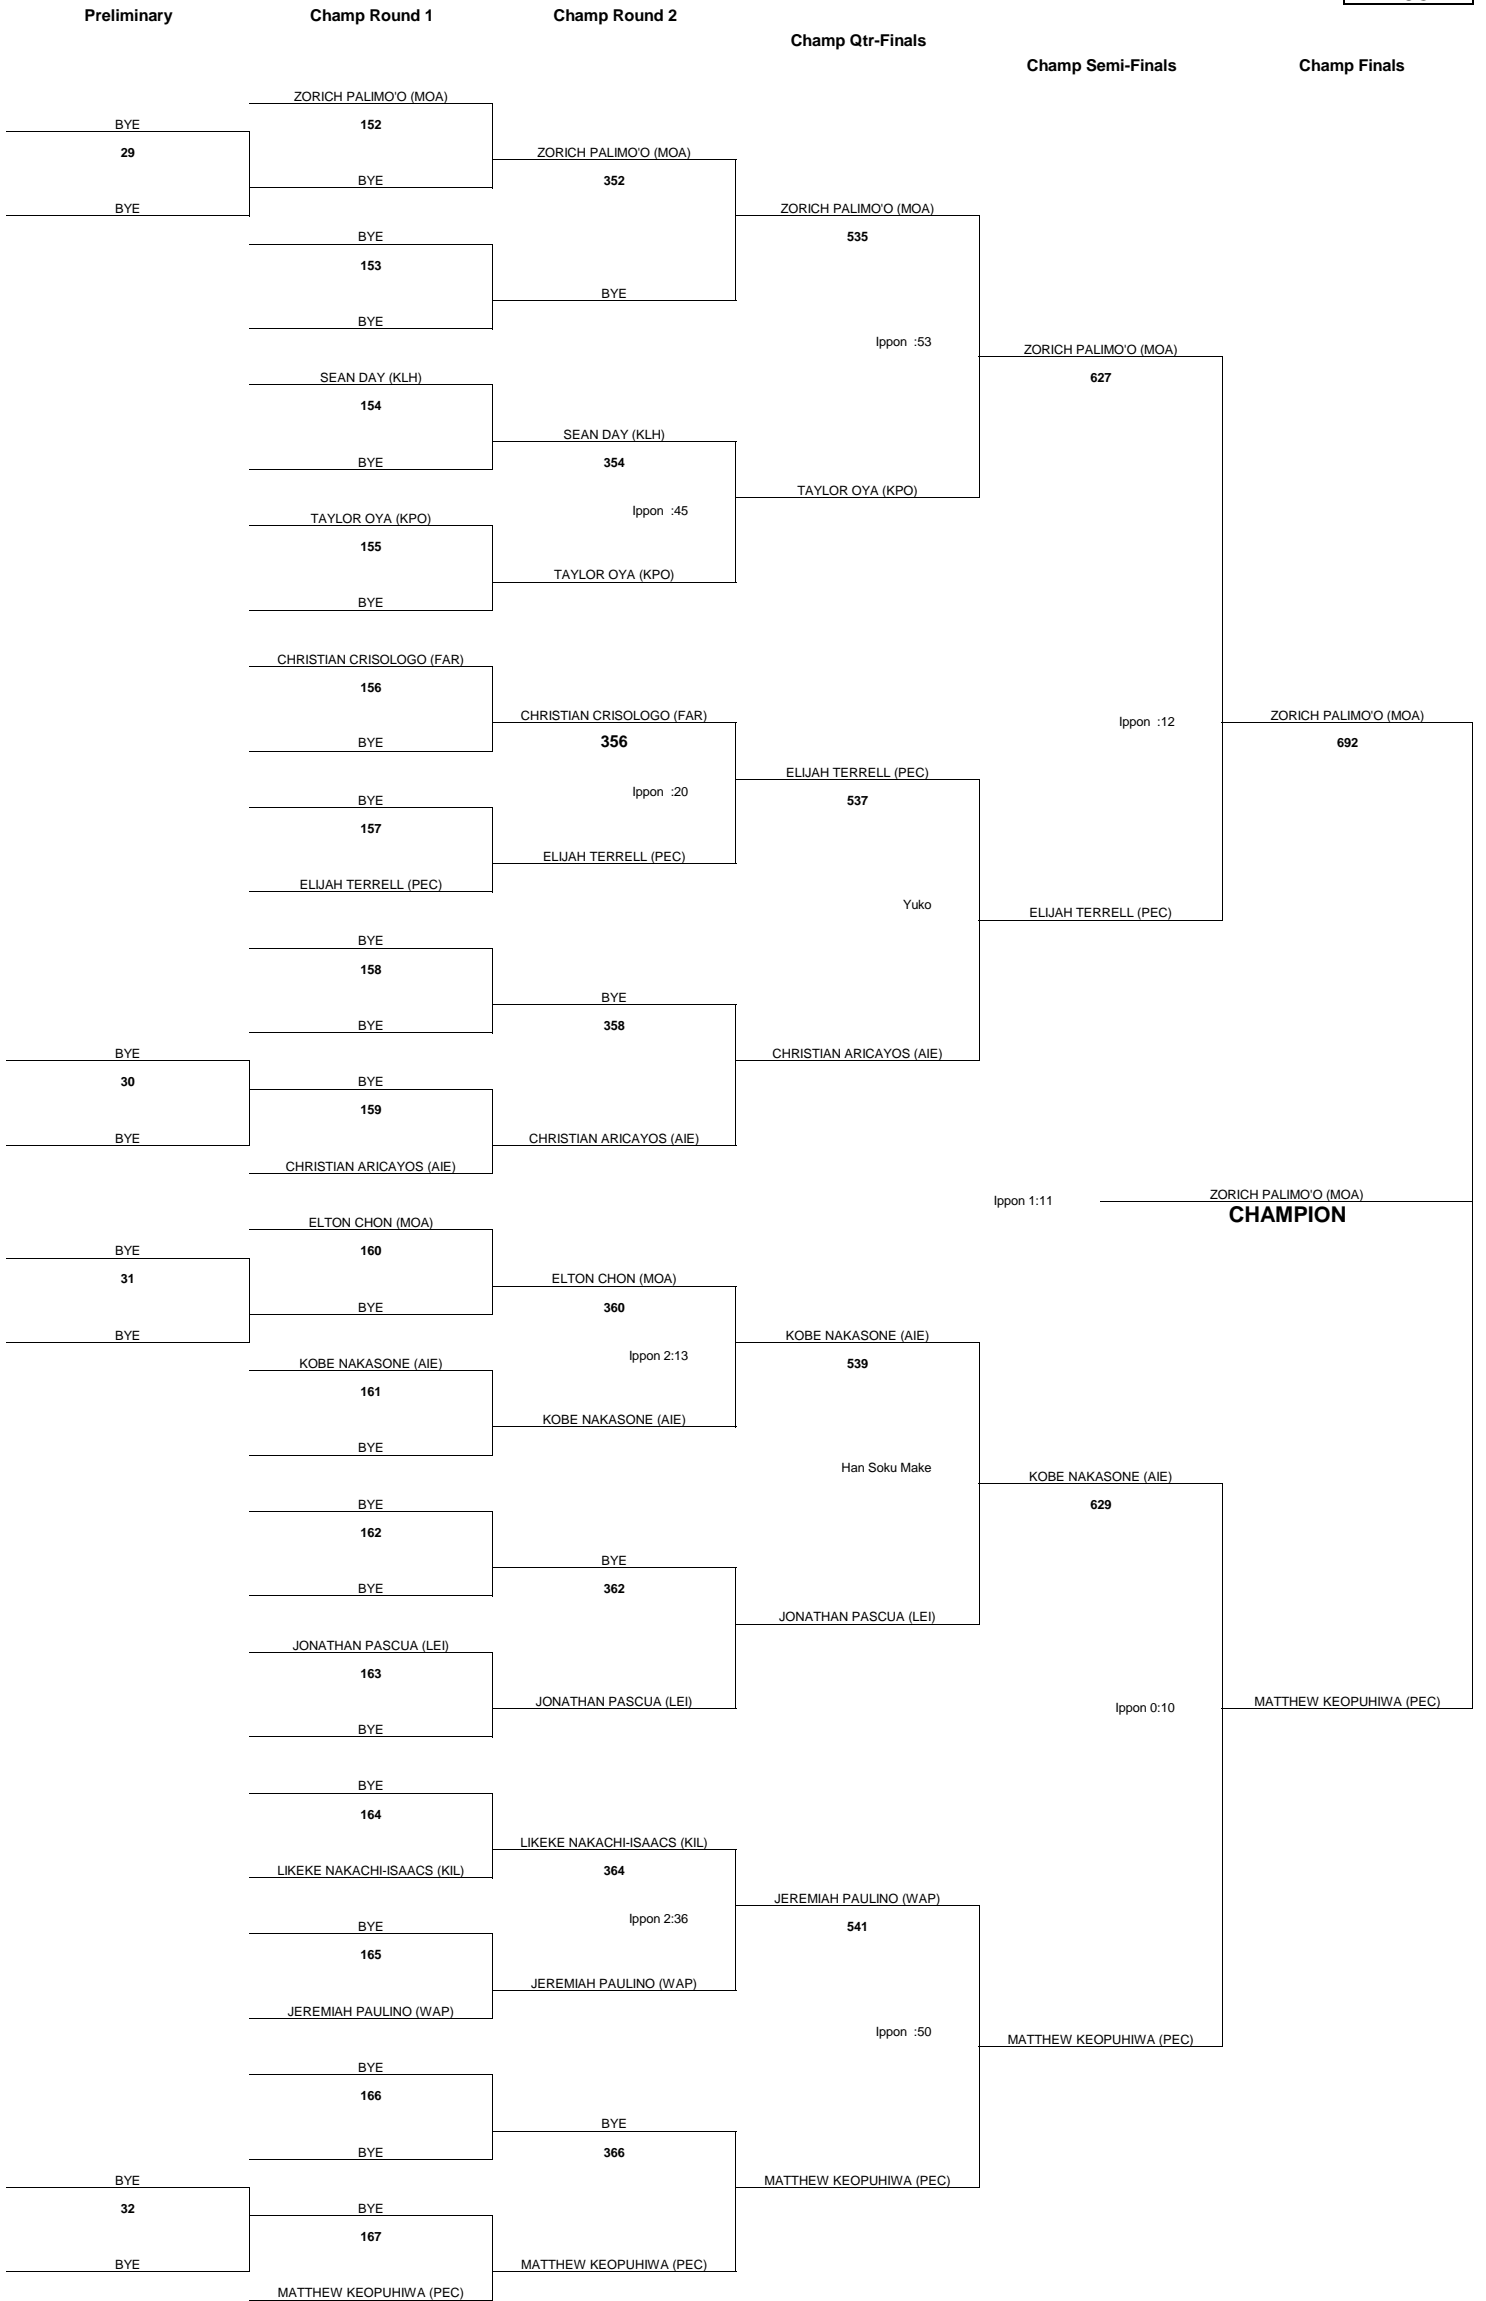 Preliminary
Champ Round 1
Champ Round 2
Champ Qtr-Finals
Champ Semi-Finals
Champ Finals
ZORICH PALIMO'O (MOA)
BYE
152
29
ZORICH PALIMO'O (MOA)
BYE
352
BYE
ZORICH PALIMO'O (MOA)
BYE
535
153
BYE
BYE
Ippon :53
ZORICH PALIMO'O (MOA)
SEAN DAY (KLH)
627
154
SEAN DAY (KLH)
BYE
354
TAYLOR OYA (KPO)
Ippon :45
TAYLOR OYA (KPO)
155
TAYLOR OYA (KPO)
BYE
CHRISTIAN CRISOLOGO (FAR)
156
CHRISTIAN CRISOLOGO (FAR)
Ippon :12
ZORICH PALIMO'O (MOA)
BYE
356
692
ELIJAH TERRELL (PEC)
Ippon :20
BYE
537
157
ELIJAH TERRELL (PEC)
ELIJAH TERRELL (PEC)
Yuko
ELIJAH TERRELL (PEC)
BYE
158
BYE
BYE
358
BYE
CHRISTIAN ARICAYOS (AIE)
30
BYE
159
BYE
CHRISTIAN ARICAYOS (AIE)
CHRISTIAN ARICAYOS (AIE)
Ippon 1:11
ZORICH PALIMO'O (MOA)
CHAMPION
ELTON CHON (MOA)
BYE
160
31
ELTON CHON (MOA)
BYE
360
BYE
KOBE NAKASONE (AIE)
Ippon 2:13
KOBE NAKASONE (AIE)
539
161
KOBE NAKASONE (AIE)
BYE
Han Soku Make
KOBE NAKASONE (AIE)
BYE
629
162
BYE
BYE
362
JONATHAN PASCUA (LEI)
JONATHAN PASCUA (LEI)
163
JONATHAN PASCUA (LEI)
Ippon 0:10
MATTHEW KEOPUHIWA (PEC)
BYE
BYE
164
LIKEKE NAKACHI-ISAACS (KIL)
LIKEKE NAKACHI-ISAACS (KIL)
364
JEREMIAH PAULINO (WAP)
Ippon 2:36
BYE
541
165
JEREMIAH PAULINO (WAP)
JEREMIAH PAULINO (WAP)
Ippon :50
MATTHEW KEOPUHIWA (PEC)
BYE
166
BYE
BYE
366
BYE
MATTHEW KEOPUHIWA (PEC)
32
BYE
167
BYE
MATTHEW KEOPUHIWA (PEC)
MATTHEW KEOPUHIWA (PEC)